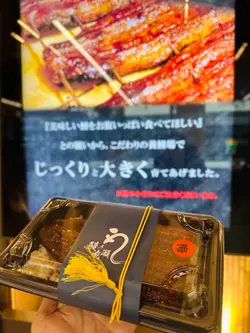 『美味しい鰻をお腹いっぱい食べてほしい』
との願いから、こだわりの養鰻場で
じっくりと大きく育てあげました。
う